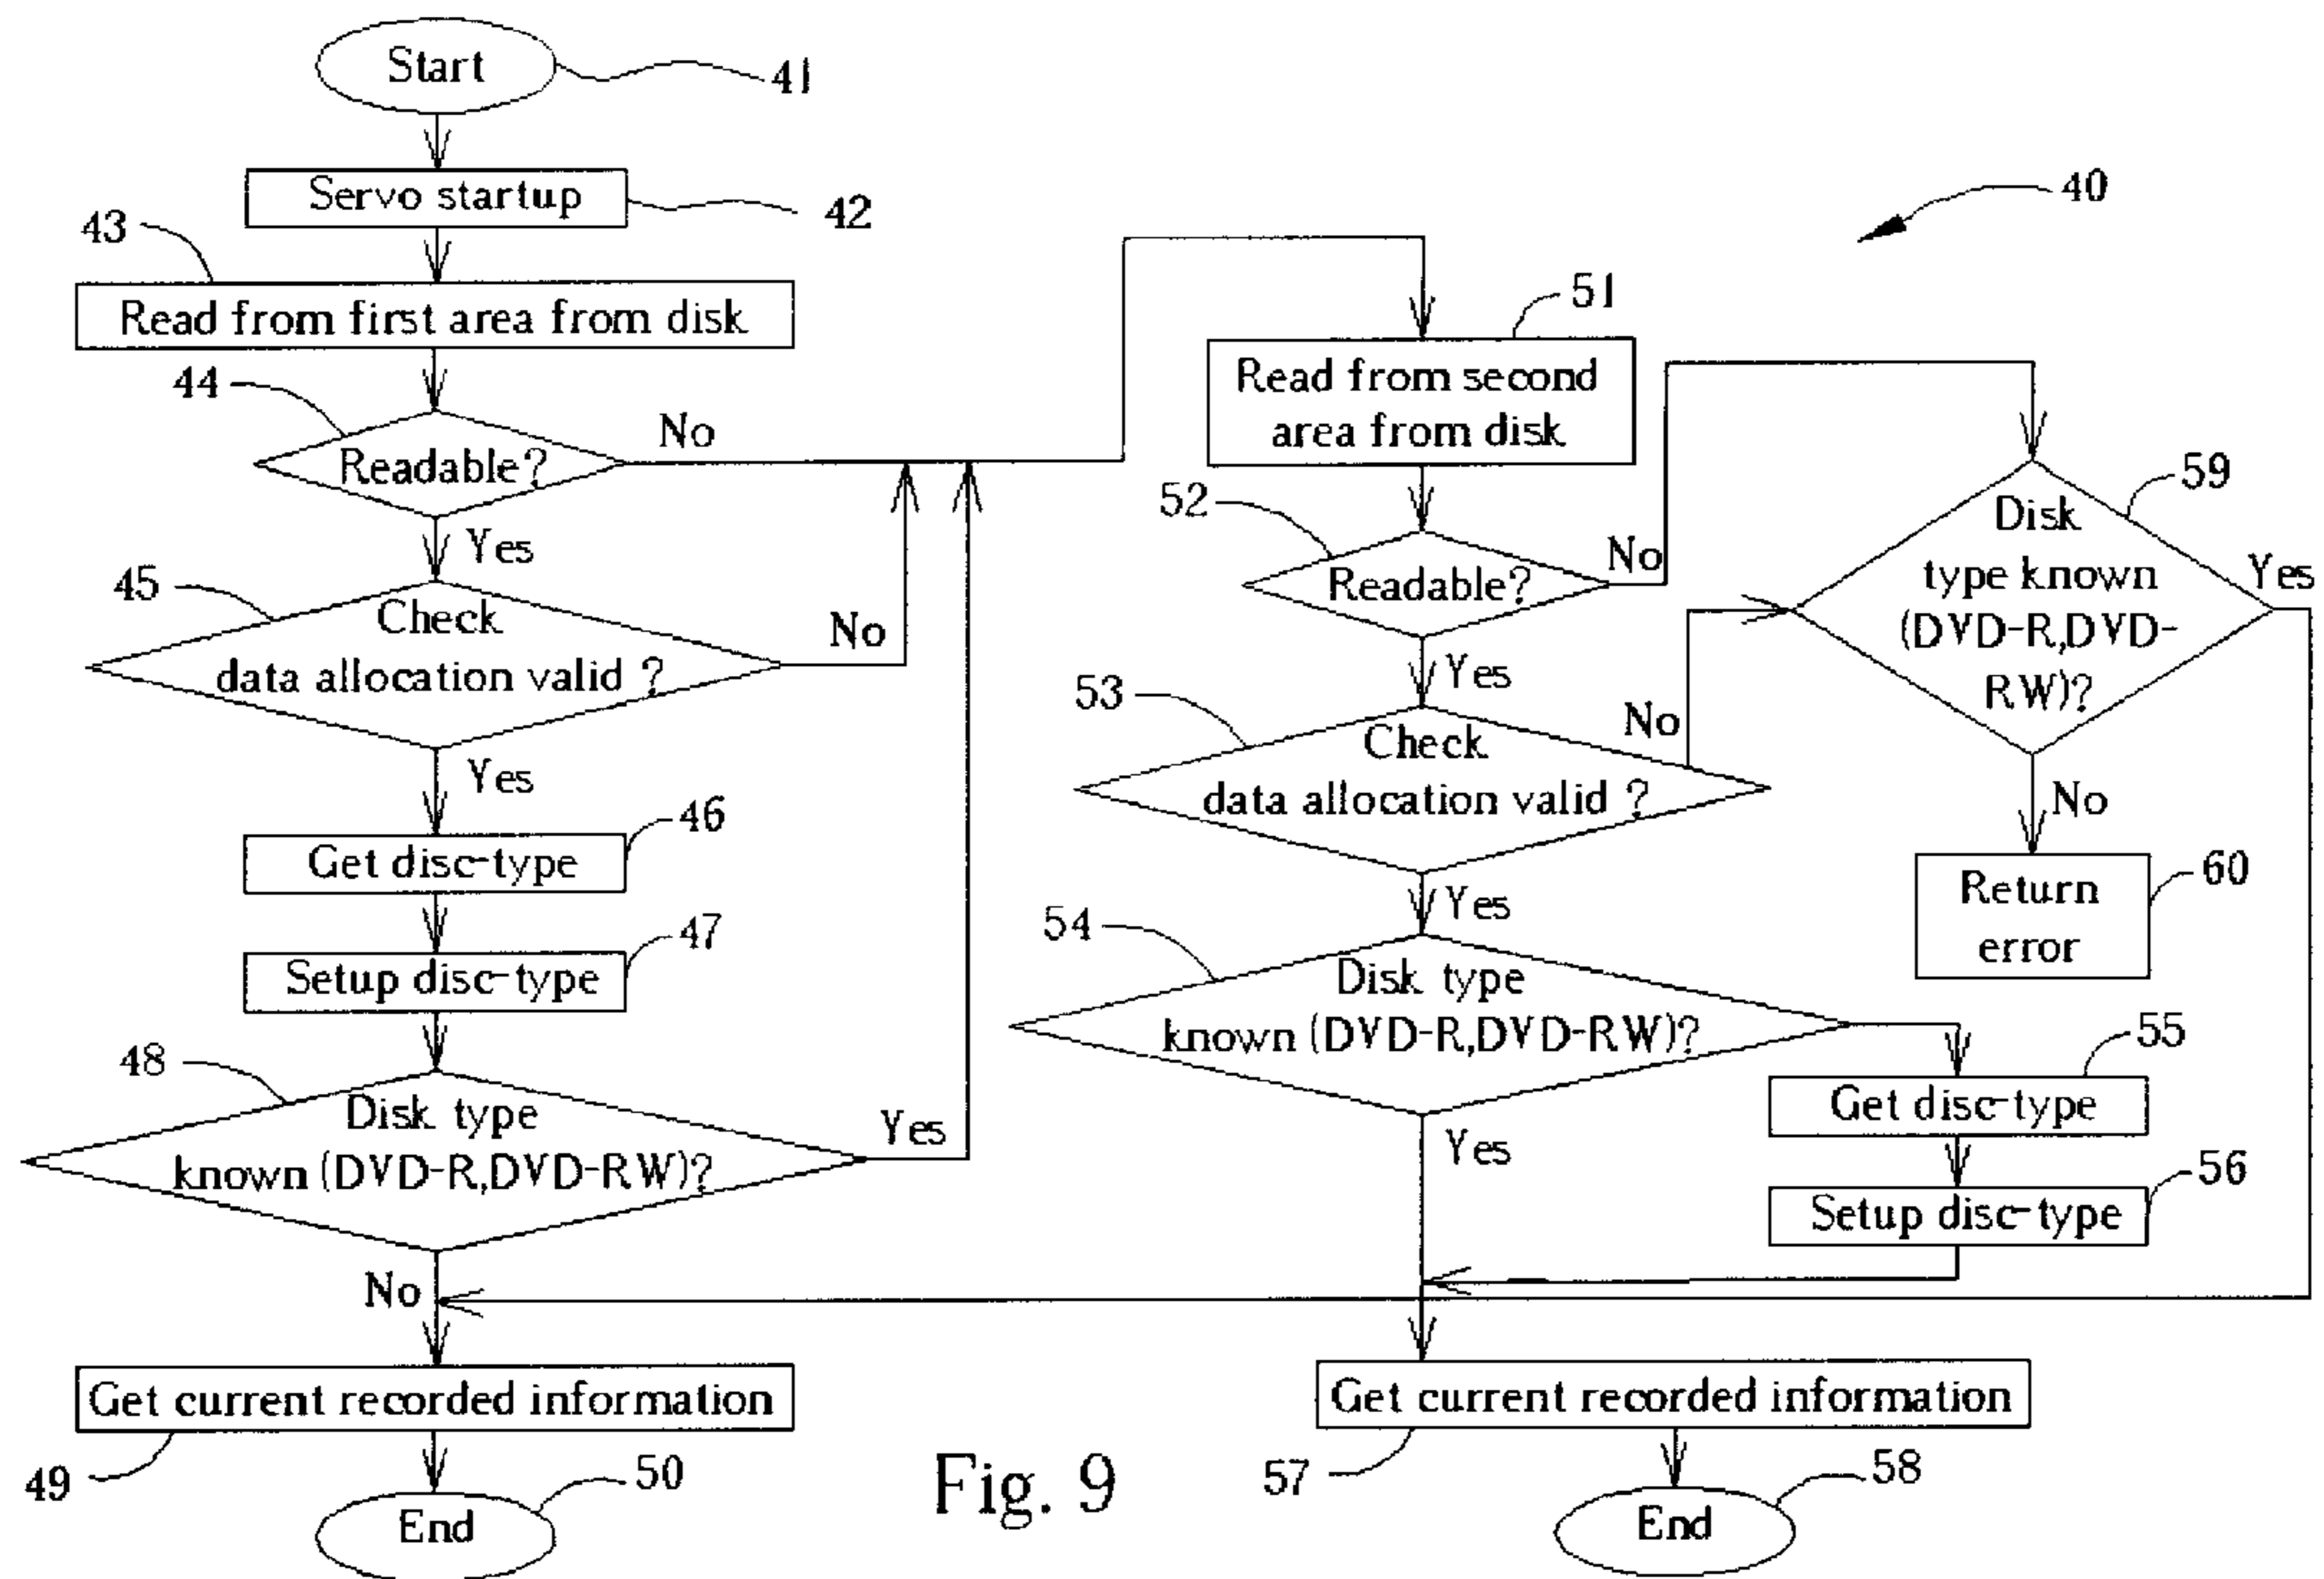 Start
41
Servo startup
42
43
Read from first area from disk
44
Readable?
No
Yes
45
Check
data allocation valid ?
No
Yes
46
Get disc-type
47
Setup disc-type
48
Disk type
known (DVD-R,DVD-RW)?
Yes
No
Get current recorded information
49
50
End
40
51
Read from second
area from disk
52
Readable?
No
Yes
53
Check
data allocation valid ?
No
Yes
54
Disk type
known (DVD-R,DVD-RW)?
Yes
55
Get disc-type
56
Setup disc-type
59
Disk
type known
(DVD-R,DVD-
RW)?
Yes
No
60
Return
error
Get current recorded information
57
58
End
Fig. 9